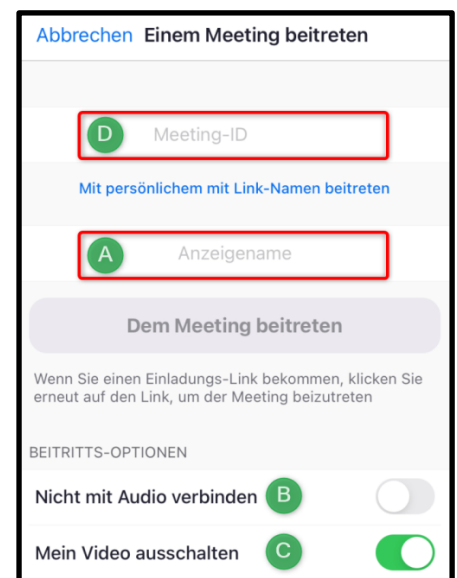 Abbrechen Einem Meeting beitreten
D Meeting-ID
Mit persönlichem mit Link-Namen beitreten
A Anzeigename
Dem Meeting beitreten
Wenn Sie einen Einladungs-Link bekommen, klicken Sie
erneut auf den Link, um der Meeting beizutreten
BEITRITTS-OPTIONEN
Nicht mit Audio verbinden B
Mein Video ausschalten C